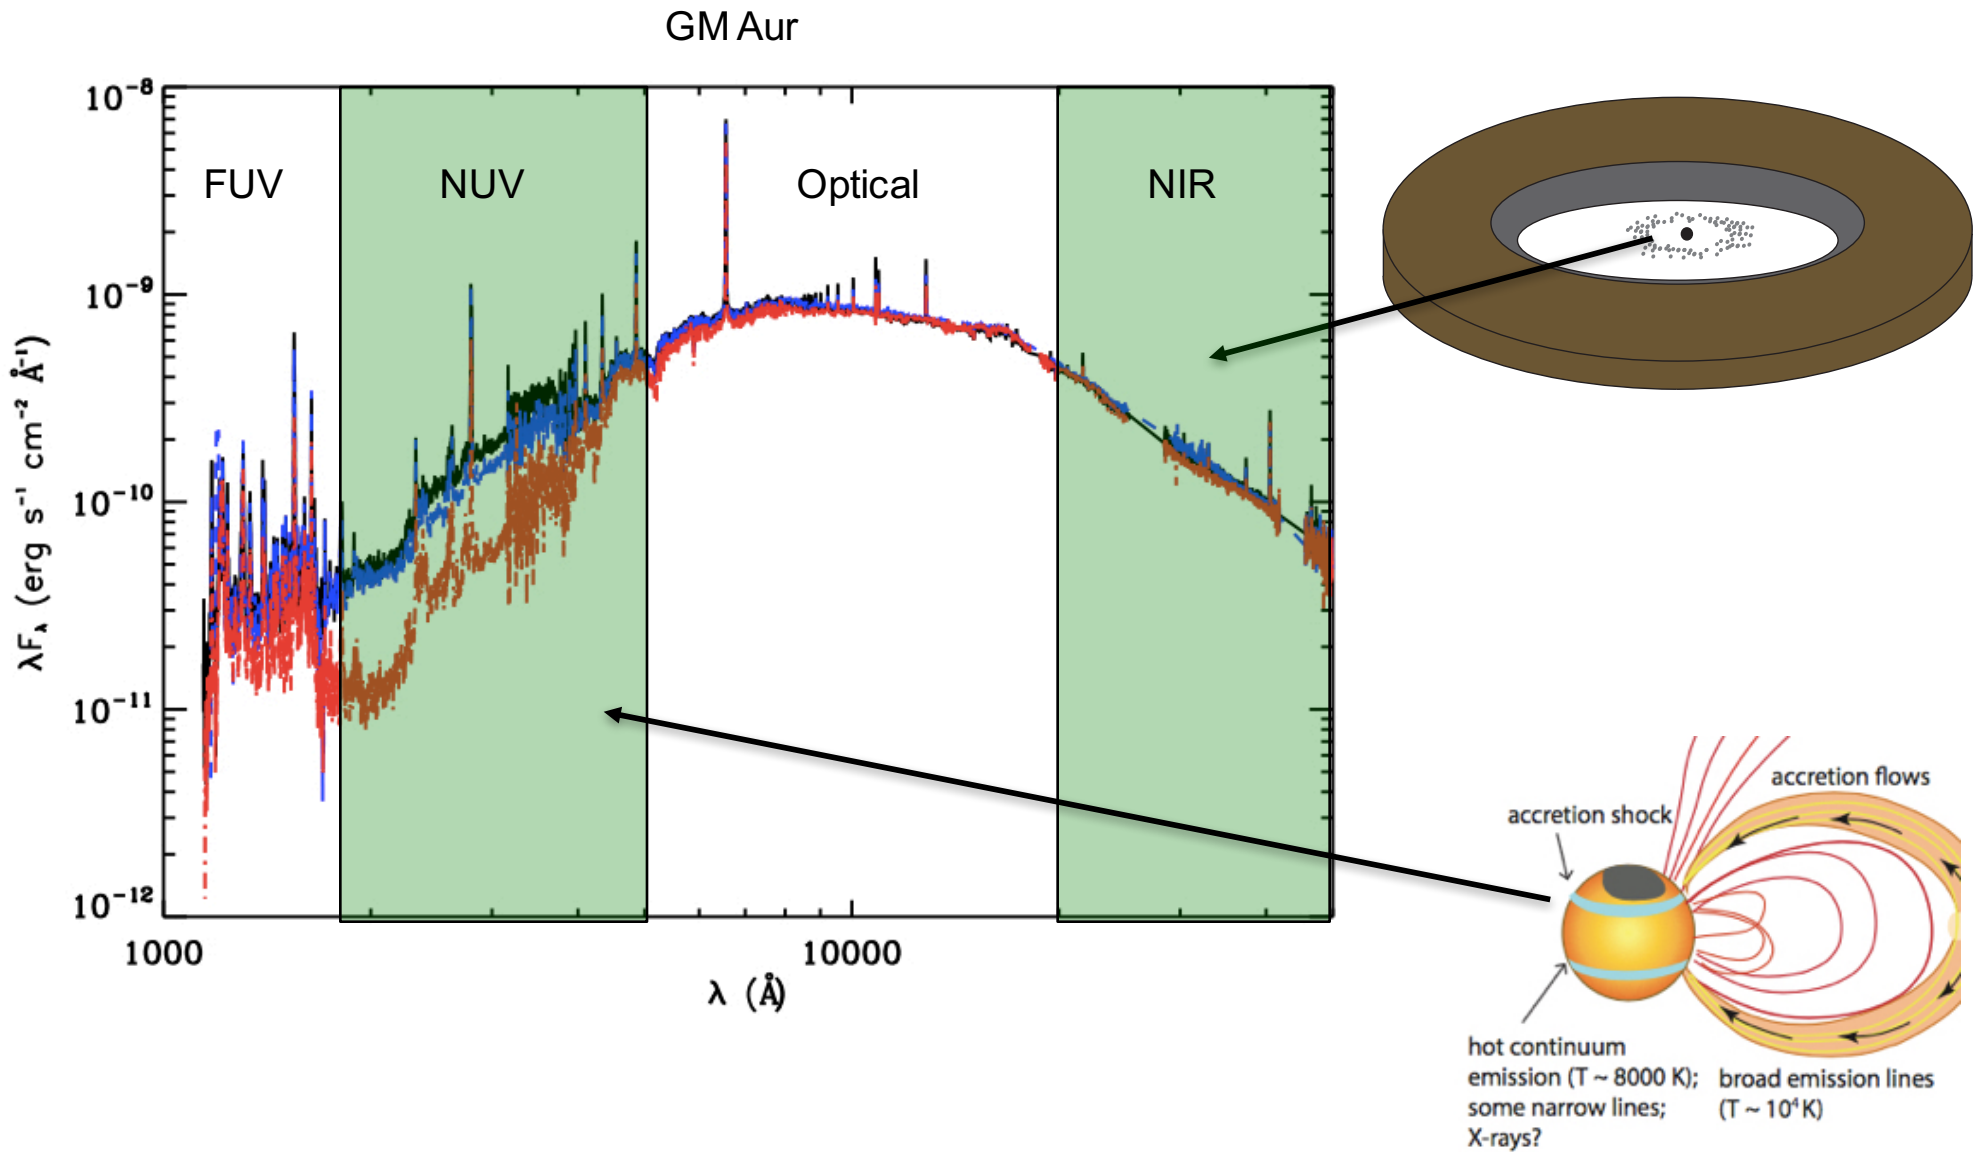 GM Aur
10⁻⁸
FUV
NUV
Optical
NIR
10⁻⁹
λFλ (erg s⁻¹ cm⁻² Å⁻¹)
10⁻¹⁰
10⁻¹¹
10⁻¹²
1000
10000
λ (Å)
accretion flows
accretion shock
hot continuum
emission (T ~ 8000 K);
some narrow lines;
X-rays?
broad emission lines
(T ~ 10⁴ K)